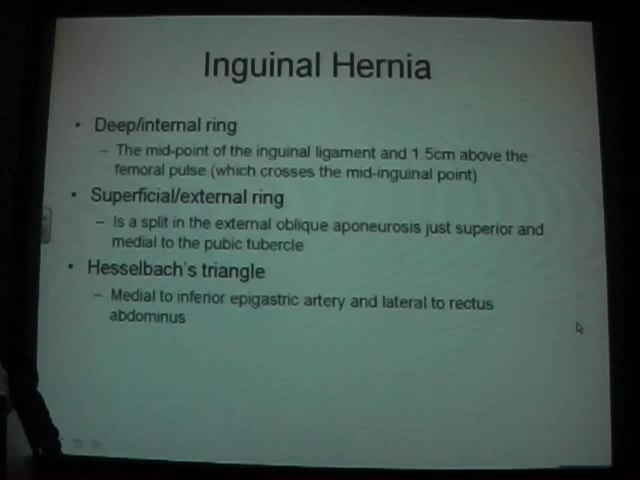 Inguinal Hernia
• Deep/internal ring
– The mid-point of the inguinal ligament and 1.5cm above the
femoral pulse (which crosses the mid-inguinal point)
• Superficial/external ring
– Is a split in the external oblique aponeurosis just superior and
medial to the pubic tubercle
• Hesselbach's triangle
– Medial to inferior epigastric artery and lateral to rectus
abdominus